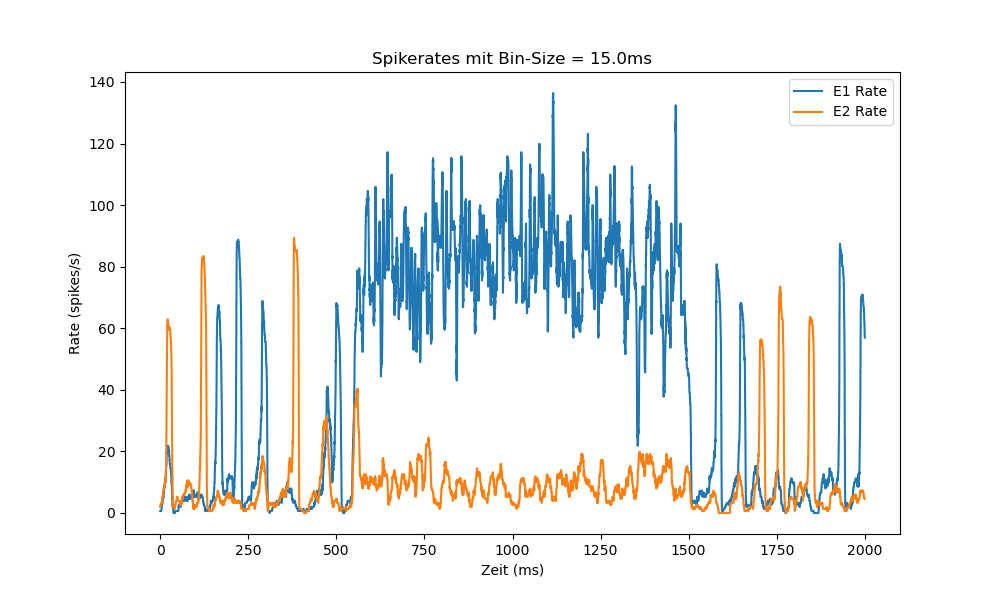 Spikerates mit Bin-Size = 15.0ms
140
120
100
80
60
40
20
0
Rate (spikes/s)
E1 Rate
E2 Rate
0 250 500 750 1000 1250 1500 1750 2000
Zeit (ms)